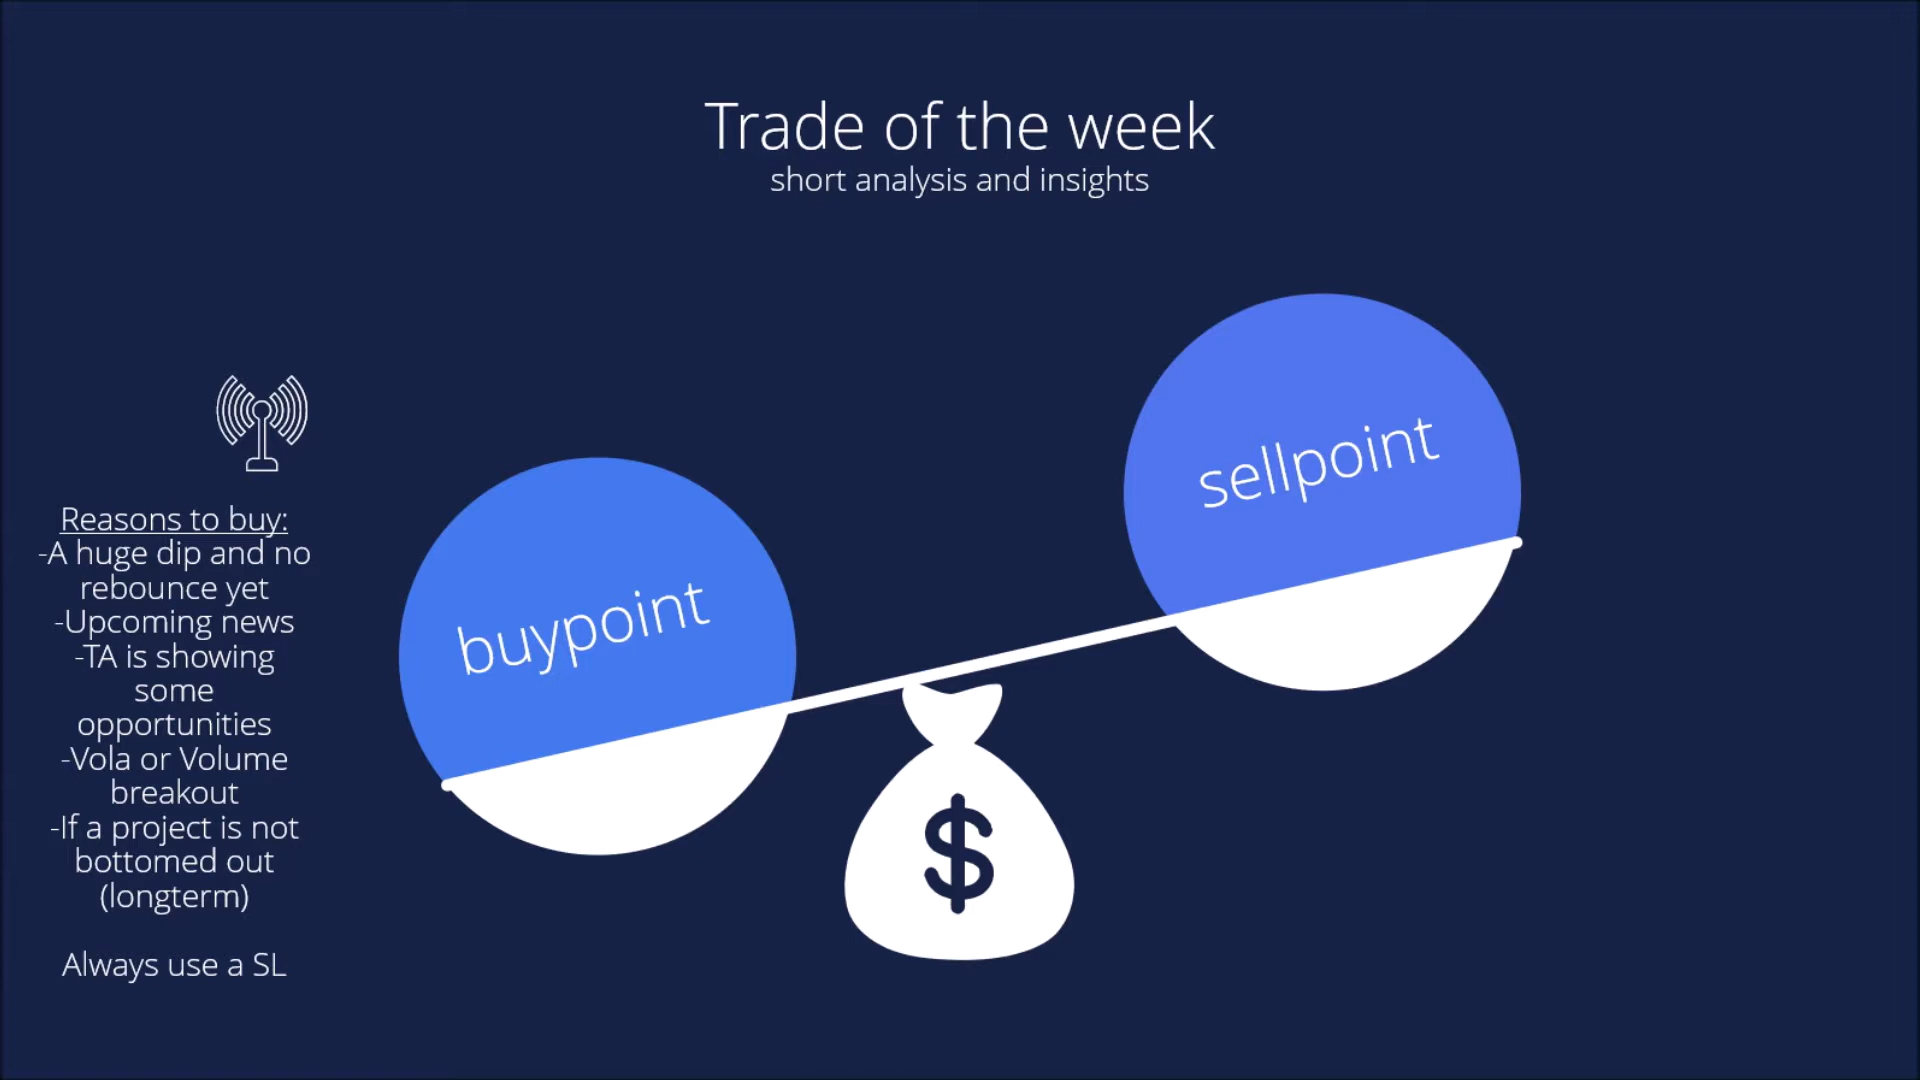 Trade of the week
short analysis and insights
sellpoint
buypoint
Reasons to buy:
-A huge dip and no
rebounce yet
-Upcoming news
-TA is showing
some
opportunities
-Vola or Volume
breakout
-If a project is not
bottomed out
(longterm)
Always use a SL
$